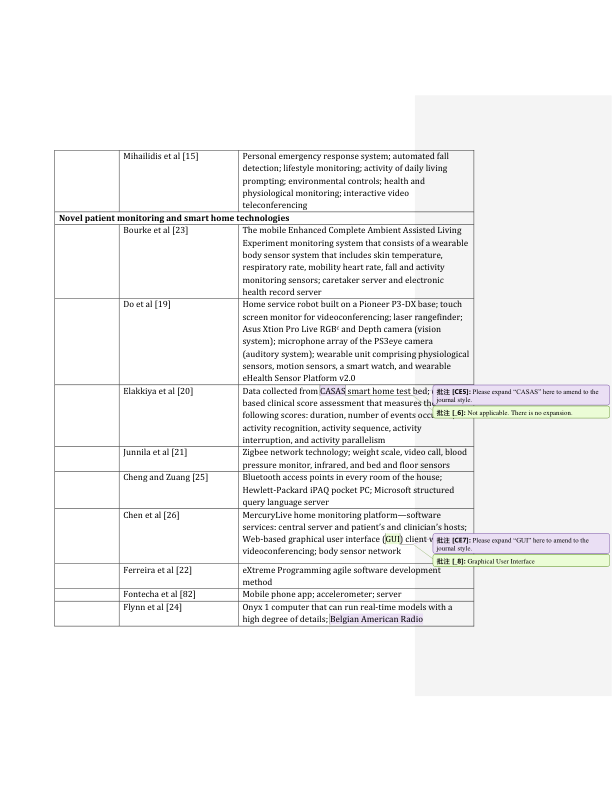 Mihailidis et al [15]
Personal emergency response system; automated fall
detection; lifestyle monitoring; activity of daily living
prompting; environmental controls; health and
physiological monitoring; interactive video
teleconferencing
Novel patient monitoring and smart home technologies
Bourke et al [23]
The mobile Enhanced Complete Ambient Assisted Living
Experiment monitoring system that consists of a wearable
body sensor system that includes skin temperature,
respiratory rate, mobility heart rate, fall and activity
monitoring sensors; caretaker server and electronic
health record server
Do et al [19]
Home service robot built on a Pioneer P3-DX base; touch
screen monitor for videoconferencing; laser rangefinder;
Asus Xtion Pro Live RGBᶜ and Depth camera (vision
system); microphone array of the PS3eye camera
(auditory system); wearable unit comprising physiological
sensors, motion sensors, a smart watch, and wearable
eHealth Sensor Platform v2.0
Elakkiya et al [20]
Data collected from CASAS smart home test bed;
based clinical score assessment that measures the
following scores: duration, number of events
activity recognition, activity sequence, activity
interruption, and activity parallelism
批注 [CE5]: Please expand "CASAS" here to amend to the
journal style.
批注 [_6]: Not applicable. There is no expansion.
Junnila et al [21]
Zigbee network technology; weight scale, video call, blood
pressure monitor, infrared, and bed and floor sensors
Cheng and Zuang [25]
Bluetooth access points in every room of the house;
Hewlett-Packard iPAQ pocket PC; Microsoft structured
query language server
Chen et al [26]
MercuryLive home monitoring platform—software
services: central server and patient's and clinician's hosts;
Web-based graphical user interface (GUI) client
videoconferencing; body sensor network
批注 [CE7]: Please expand "GUI" here to amend to the
journal style.
批注 [_8]: Graphical User Interface
Ferreira et al [22]
eXtreme Programming agile software development
method
Fontecha et al [82]
Mobile phone app; accelerometer; server
Flynn et al [24]
Onyx 1 computer that can run real-time models with a
high degree of details; Belgian American Radio